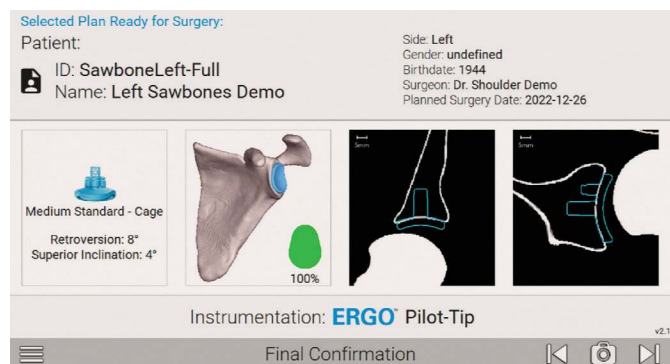 Selected Plan Ready for Surgery:
Patient:
ID: SawboneLeft-Full
Name: Left Sawbones Demo
Side: Left
Gender: undefined
Birthdate: 1944
Surgeon: Dr. Shoulder Demo
Planned Surgery Date: 2022-12-26
Medium Standard - Cage
Retroversion: 8°
Superior Inclination: 4°
100%
5mm
5mm
Instrumentation: ERGO™ Pilot-Tip
v2.1
Final Confirmation